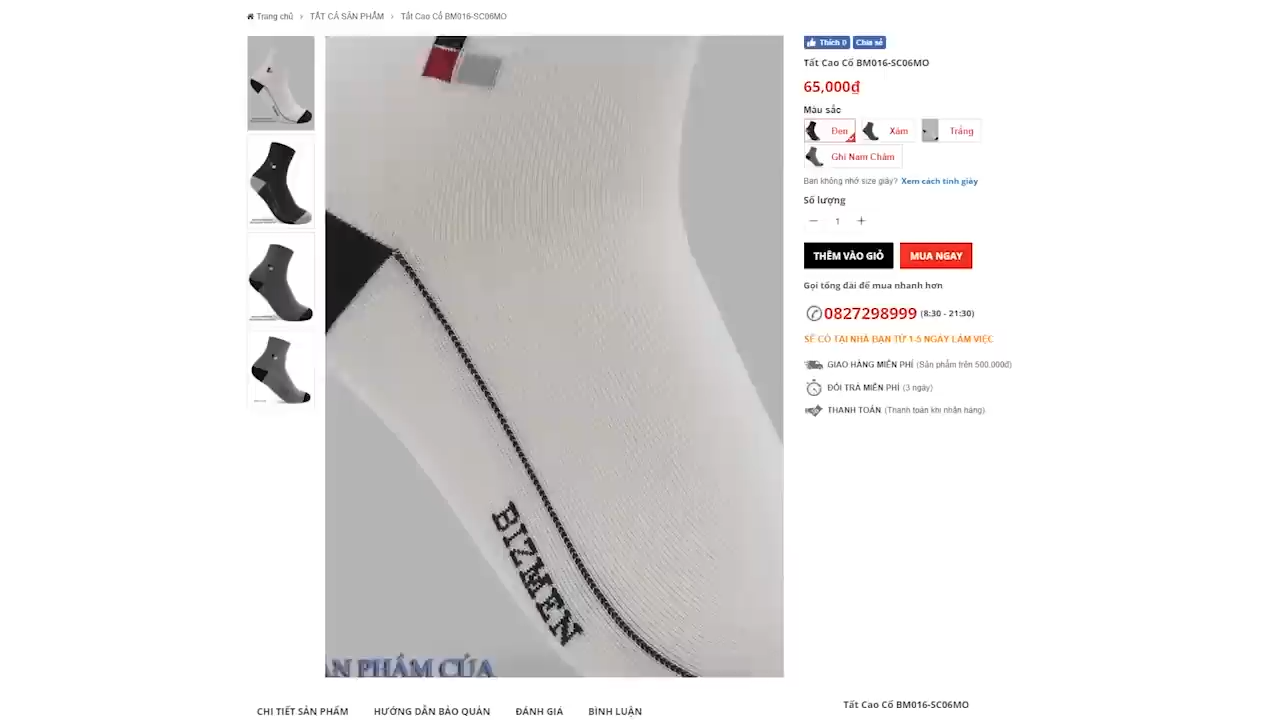 Trang chủ › TẤT CẢ SẢN PHẨM › Tất Cao Cổ BM016-SC06MO
Thích 0 Chia sẻ
Tất Cao Cổ BM016-SC06MO
65,000₫
Màu sắc
Đen Xám Trắng
Ghi Nam Châm
Bạn không nhớ size giày? Xem cách tính giày
Số lượng
− 1 +
THÊM VÀO GIỎ MUA NGAY
Gọi tổng đài để mua nhanh hơn
0827298999 (8:30 - 21:30)
SẼ CÓ TẠI NHÀ BẠN TỪ 1-5 NGÀY LÀM VIỆC
GIAO HÀNG MIỄN PHÍ (Sản phẩm trên 500.000đ)
ĐỔI TRẢ MIỄN PHÍ (3 ngày)
THANH TOÁN (Thanh toán khi nhận hàng)
BIZMEN
ẨN PHẨM CỦA
CHI TIẾT SẢN PHẨM HƯỚNG DẪN BẢO QUẢN ĐÁNH GIÁ BÌNH LUẬN
Tất Cao Cổ BM016-SC06MO